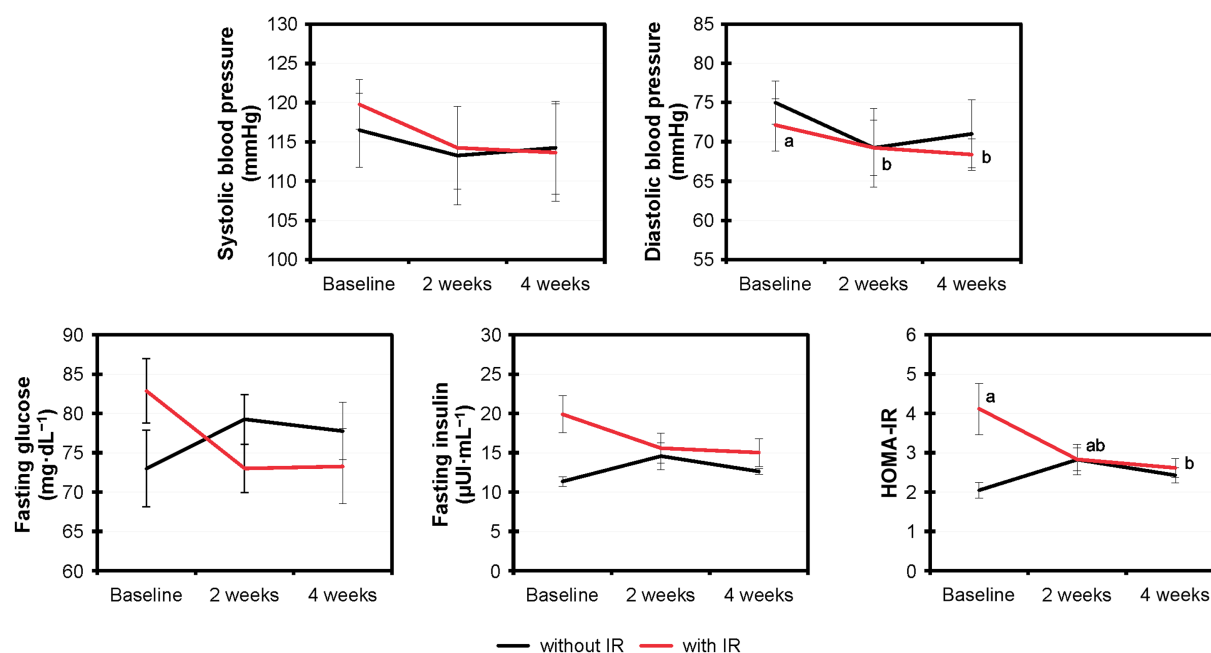 Systolic blood pressure
(mmHg)
130
125
120
115
110
105
100
Baseline 2 weeks 4 weeks
Diastolic blood pressure
(mmHg)
85
80
75
70
65
60
55
a
b
b
Baseline 2 weeks 4 weeks
Fasting glucose
(mg·dL⁻¹)
90
85
80
75
70
65
60
Baseline 2 weeks 4 weeks
Fasting insulin
(µUI·mL⁻¹)
30
25
20
15
10
5
0
Baseline 2 weeks 4 weeks
HOMA-IR
6
5
4
3
2
1
0
a
ab
b
Baseline 2 weeks 4 weeks
without IR with IR